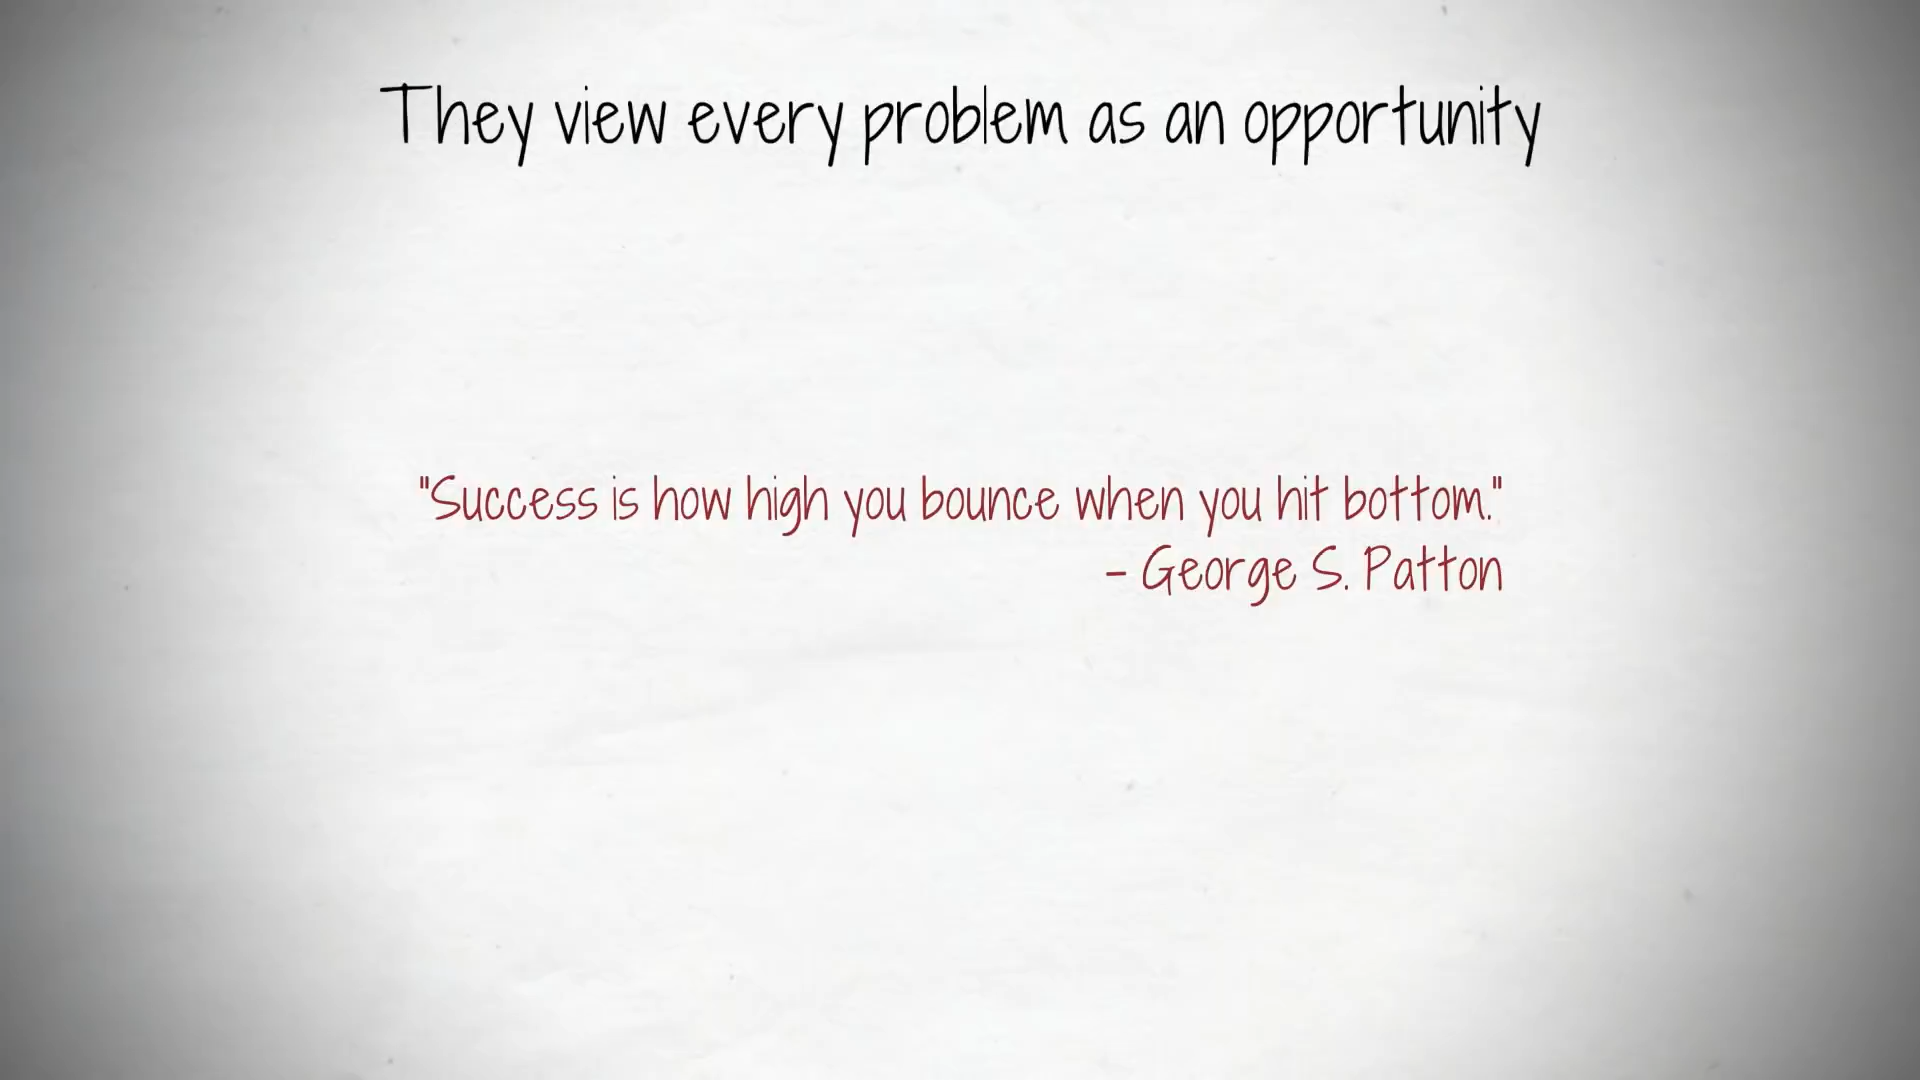 They view every problem as an opportunity
"Success is how high you bounce when you hit bottom."
- George S. Patton